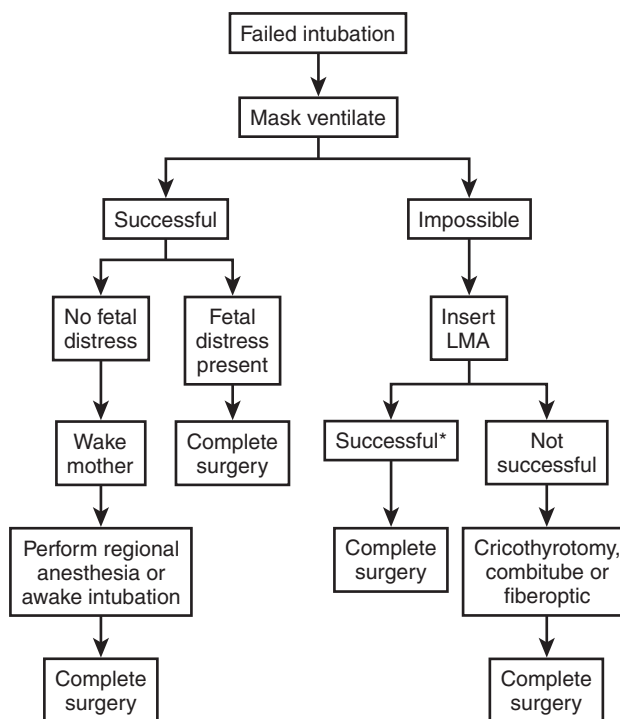 Failed intubation
Mask ventilate
Successful
Impossible
No fetal
distress
Fetal
distress
present
Insert
LMA
Wake
mother
Complete
surgery
Successful*
Not
successful
Perform regional
anesthesia or
awake intubation
Complete
surgery
Cricothyrotomy,
combitube or
fiberoptic
Complete
surgery
Complete
surgery